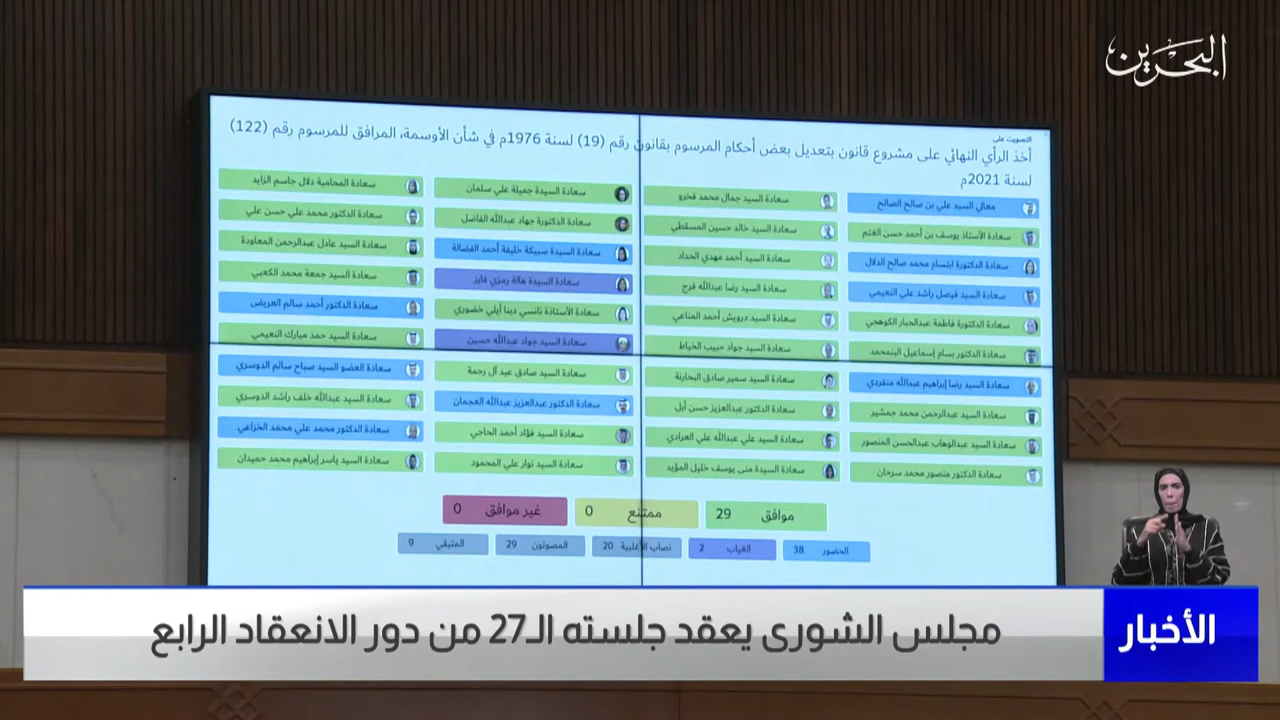 البحرين
التصويت على
أخذ الرأي النهائي على مشروع قانون بتعديل بعض أحكام المرسوم بقانون رقم (19) لسنة 1976م في شأن الأوسمة، المرافق للمرسوم رقم (122)
لسنة 2021م
معالي السيد علي بن صالح الصالح
سعادة الأستاذ يوسف بن أحمد حسن الغتم
سعادة الدكتورة ابتسام محمد صالح الدلال
سعادة السيد فيصل راشد علي النعيمي
سعادة الدكتورة فاطمة عبدالجبار الكوهجي
سعادة الدكتور بسام إسماعيل البنمحمد
سعادة السيد رضا إبراهيم عبدالله منفردي
سعادة السيد عبدالرحمن محمد جمشير
سعادة السيد عبدالوهاب عبدالحسن المنصور
سعادة الدكتور منصور محمد سرحان
سعادة السيد جمال محمد فخرو
سعادة السيد خالد حسين المسقطي
سعادة السيد أحمد مهدي الحداد
سعادة السيد رضا عبدالله فرج
سعادة السيد درويش أحمد المناعي
سعادة السيد جواد حبيب الخياط
سعادة السيد سمير صادق البحارنة
سعادة الدكتور عبدالعزيز حسن أبل
سعادة السيد علي عبدالله علي العرادي
سعادة السيدة منى يوسف خليل المؤيد
سعادة السيدة جميلة علي سلمان
سعادة الدكتورة جهاد عبدالله الفاضل
سعادة السيدة سبيكة خليفة أحمد الفضالة
سعادة السيدة هالة رمزي فايز
سعادة الأستاذة نانسي دينا أيلي خضوري
سعادة السيد جواد عبدالله حسين
سعادة السيد صادق عيد آل رحمة
سعادة الدكتور عبدالعزيز عبدالله العجمان
سعادة السيد فؤاد أحمد الحاجي
سعادة السيد نوار علي المحمود
سعادة المحامية دلال جاسم الزايد
سعادة الدكتور محمد علي حسن علي
سعادة السيد عادل عبدالرحمن المعاودة
سعادة السيد جمعة محمد الكعبي
سعادة الدكتور أحمد سالم العريض
سعادة السيد حمد مبارك النعيمي
سعادة العضو السيد صباح سالم الدوسري
سعادة السيد عبدالله خلف راشد الدوسري
سعادة الدكتور محمد علي محمد الخزاعي
سعادة السيد ياسر إبراهيم محمد حميدان
موافق 29 ممتنع 0 غير موافق 0
الحضور 38 الغياب 2 نصاب الأغلبية 20 المصوتون 29 المتبقي 9
الأخبار
مجلس الشورى يعقد جلسته الـ27 من دور الانعقاد الرابع